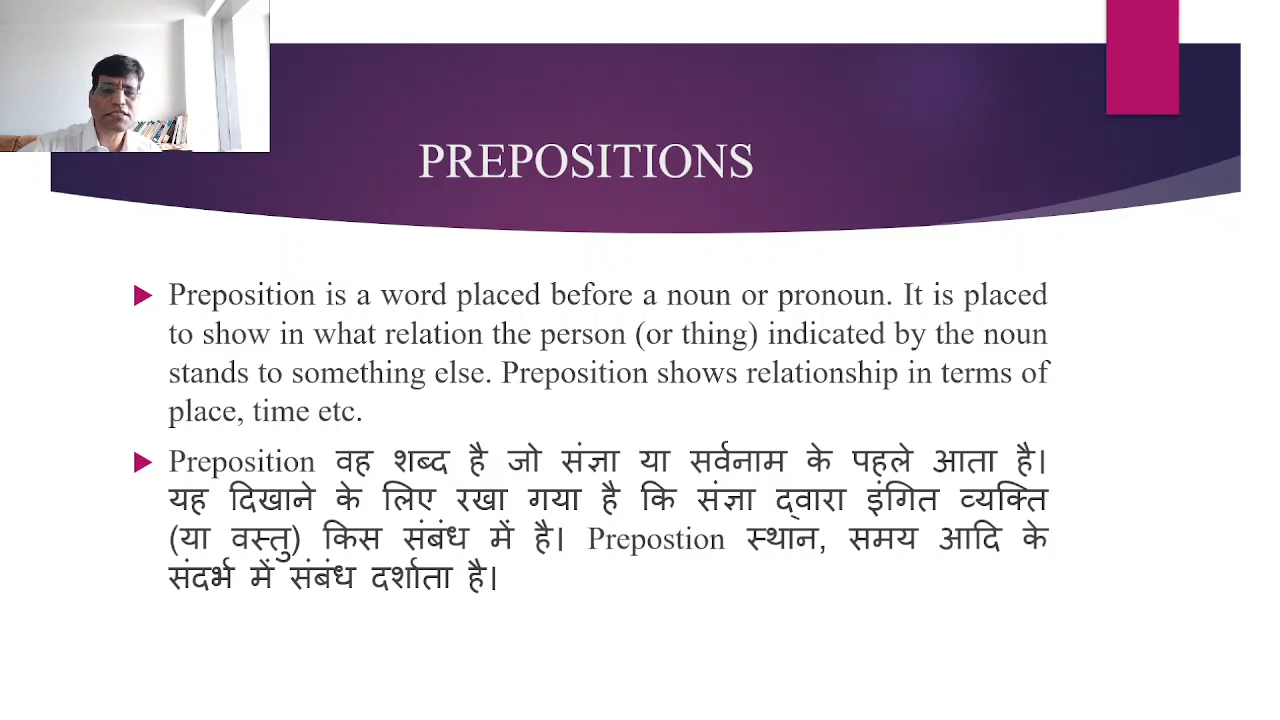 PREPOSITIONS
Preposition is a word placed before a noun or pronoun. It is placed
to show in what relation the person (or thing) indicated by the noun
stands to something else. Preposition shows relationship in terms of
place, time etc.
Preposition वह शब्द है जो संज्ञा या सर्वनाम के पहले आता है।
यह दिखाने के लिए रखा गया है कि संज्ञा द्वारा इंगित व्यक्ति
(या वस्तु) किस संबंध में है। Prepostion स्थान, समय आदि के
संदर्भ में संबंध दर्शाता है।